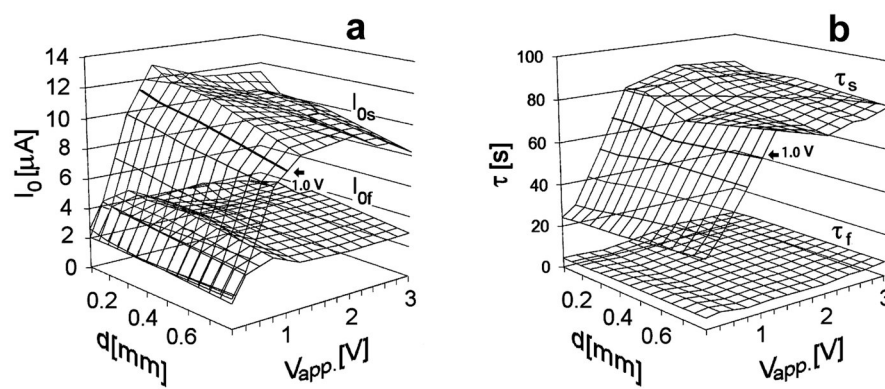 a
14
12
10
8
6
4
2
0
I₀[μA]
I₀s
I₀f
1.0 V
0.2
0.4
0.6
d[mm]
1
2
3
Vapp.[V]
b
100
80
60
40
20
0
τ [s]
τs
τf
1.0 V
0.2
0.4
0.6
d[mm]
1
2
3
Vapp.[V]